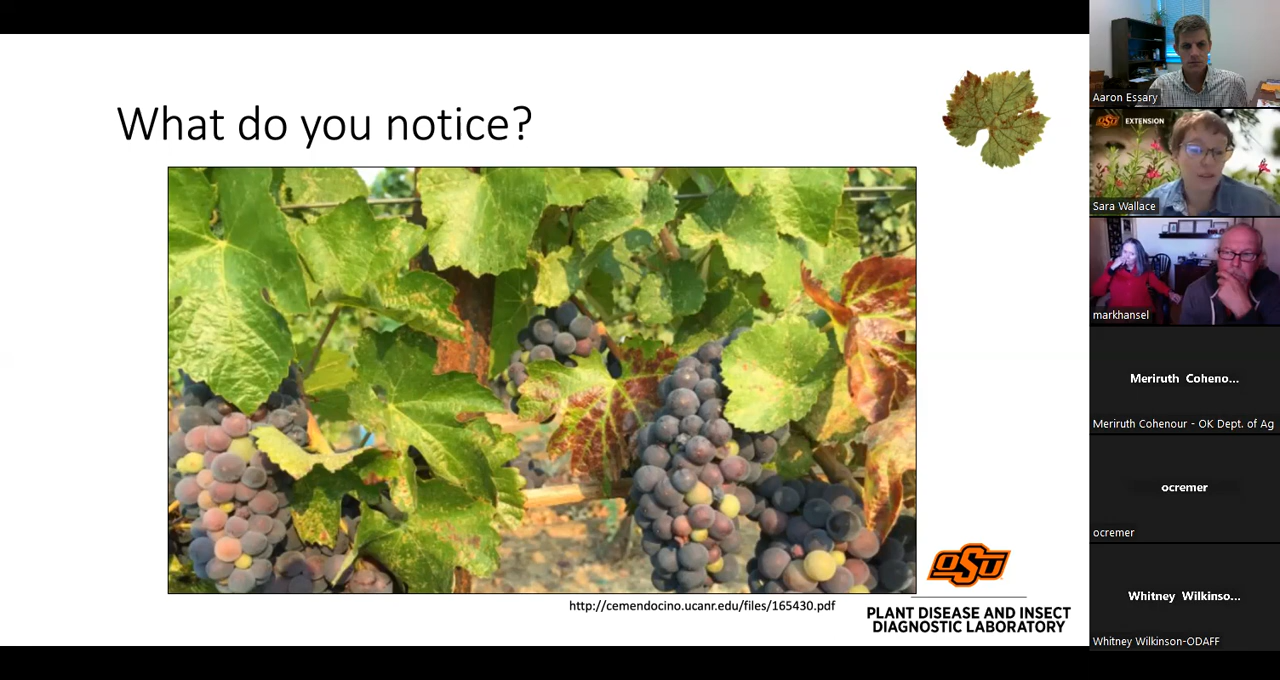 What do you notice?
http://cemendocino.ucanr.edu/files/165430.pdf
OSU
PLANT DISEASE AND INSECT
DIAGNOSTIC LABORATORY
Aaron Essary
OSU EXTENSION
Sara Wallace
markhansel
Meriruth Coheno...
Meriruth Cohenour - OK Dept. of Ag
ocremer
ocremer
Whitney Wilkinso...
Whitney Wilkinson-ODAFF